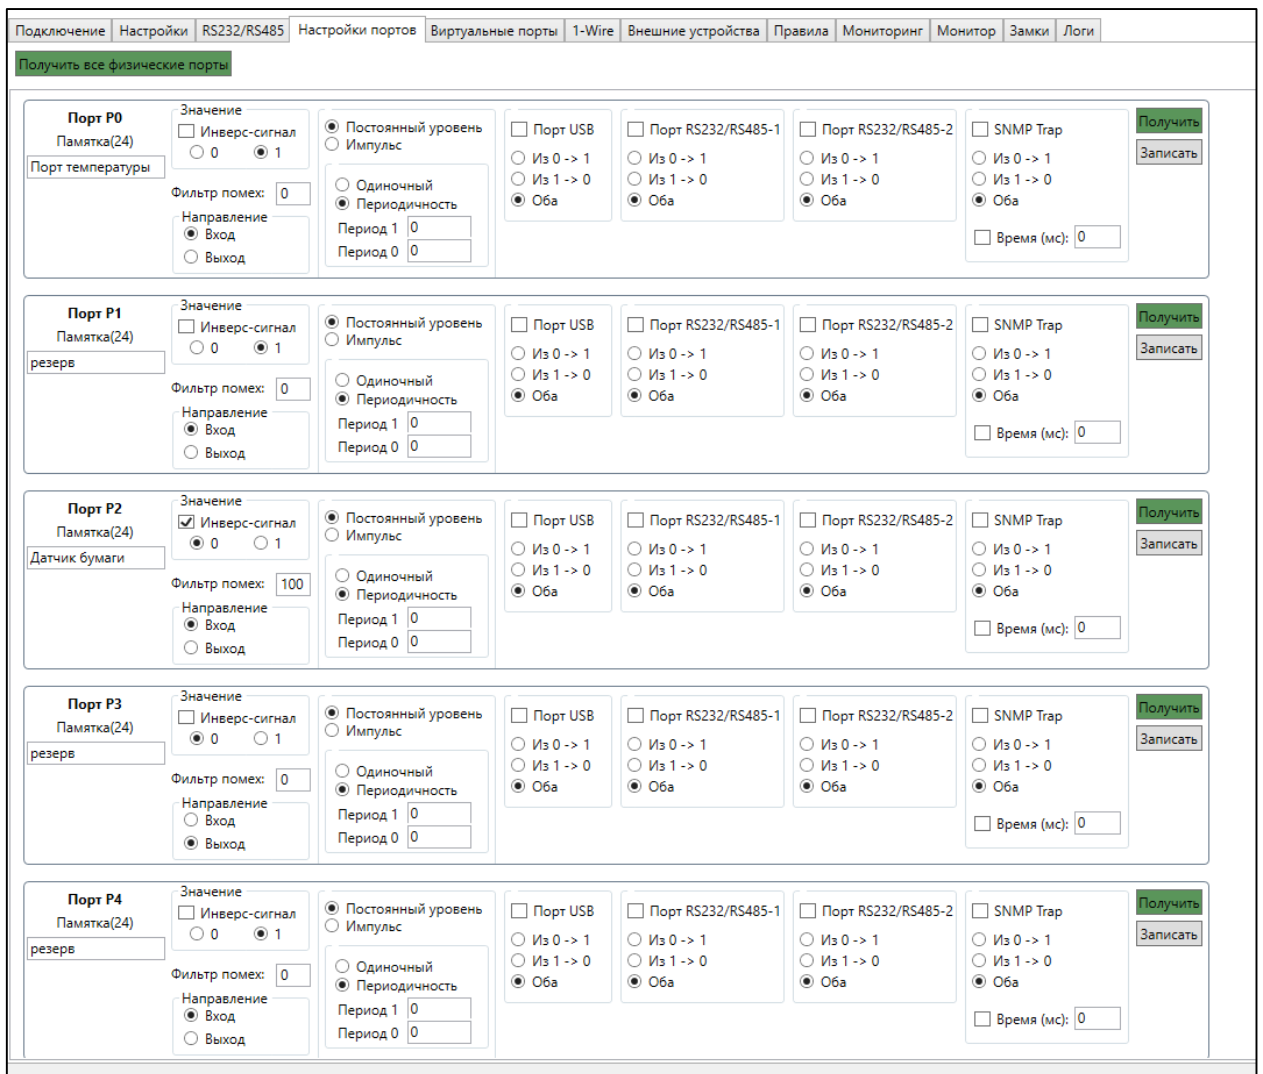 Подключение Настройки RS232/RS485 Настройки портов Виртуальные порты 1-Wire Внешние устройства Правила Мониторинг Монитор Замки Логи
Получить все физические порты
Порт P0
Памятка(24)
Порт температуры
Значение
Инверс-сигнал
0 1
Фильтр помех: 0
Направление
Вход
Выход
Постоянный уровень
Импульс
Одиночный
Периодичность
Период 1 0
Период 0 0
Порт USB
Из 0 -> 1
Из 1 -> 0
Оба
Порт RS232/RS485-1
Из 0 -> 1
Из 1 -> 0
Оба
Порт RS232/RS485-2
Из 0 -> 1
Из 1 -> 0
Оба
SNMP Trap
Из 0 -> 1
Из 1 -> 0
Оба
Время (мс): 0
Получить
Записать
Порт P1
Памятка(24)
резерв
Значение
Инверс-сигнал
0 1
Фильтр помех: 0
Направление
Вход
Выход
Постоянный уровень
Импульс
Одиночный
Периодичность
Период 1 0
Период 0 0
Порт USB
Из 0 -> 1
Из 1 -> 0
Оба
Порт RS232/RS485-1
Из 0 -> 1
Из 1 -> 0
Оба
Порт RS232/RS485-2
Из 0 -> 1
Из 1 -> 0
Оба
SNMP Trap
Из 0 -> 1
Из 1 -> 0
Оба
Время (мс): 0
Получить
Записать
Порт P2
Памятка(24)
Датчик бумаги
Значение
Инверс-сигнал
0 1
Фильтр помех: 100
Направление
Вход
Выход
Постоянный уровень
Импульс
Одиночный
Периодичность
Период 1 0
Период 0 0
Порт USB
Из 0 -> 1
Из 1 -> 0
Оба
Порт RS232/RS485-1
Из 0 -> 1
Из 1 -> 0
Оба
Порт RS232/RS485-2
Из 0 -> 1
Из 1 -> 0
Оба
SNMP Trap
Из 0 -> 1
Из 1 -> 0
Оба
Время (мс): 0
Получить
Записать
Порт P3
Памятка(24)
резерв
Значение
Инверс-сигнал
0 1
Фильтр помех: 0
Направление
Вход
Выход
Постоянный уровень
Импульс
Одиночный
Периодичность
Период 1 0
Период 0 0
Порт USB
Из 0 -> 1
Из 1 -> 0
Оба
Порт RS232/RS485-1
Из 0 -> 1
Из 1 -> 0
Оба
Порт RS232/RS485-2
Из 0 -> 1
Из 1 -> 0
Оба
SNMP Trap
Из 0 -> 1
Из 1 -> 0
Оба
Время (мс): 0
Получить
Записать
Порт P4
Памятка(24)
резерв
Значение
Инверс-сигнал
0 1
Фильтр помех: 0
Направление
Вход
Выход
Постоянный уровень
Импульс
Одиночный
Периодичность
Период 1 0
Период 0 0
Порт USB
Из 0 -> 1
Из 1 -> 0
Оба
Порт RS232/RS485-1
Из 0 -> 1
Из 1 -> 0
Оба
Порт RS232/RS485-2
Из 0 -> 1
Из 1 -> 0
Оба
SNMP Trap
Из 0 -> 1
Из 1 -> 0
Оба
Время (мс): 0
Получить
Записать